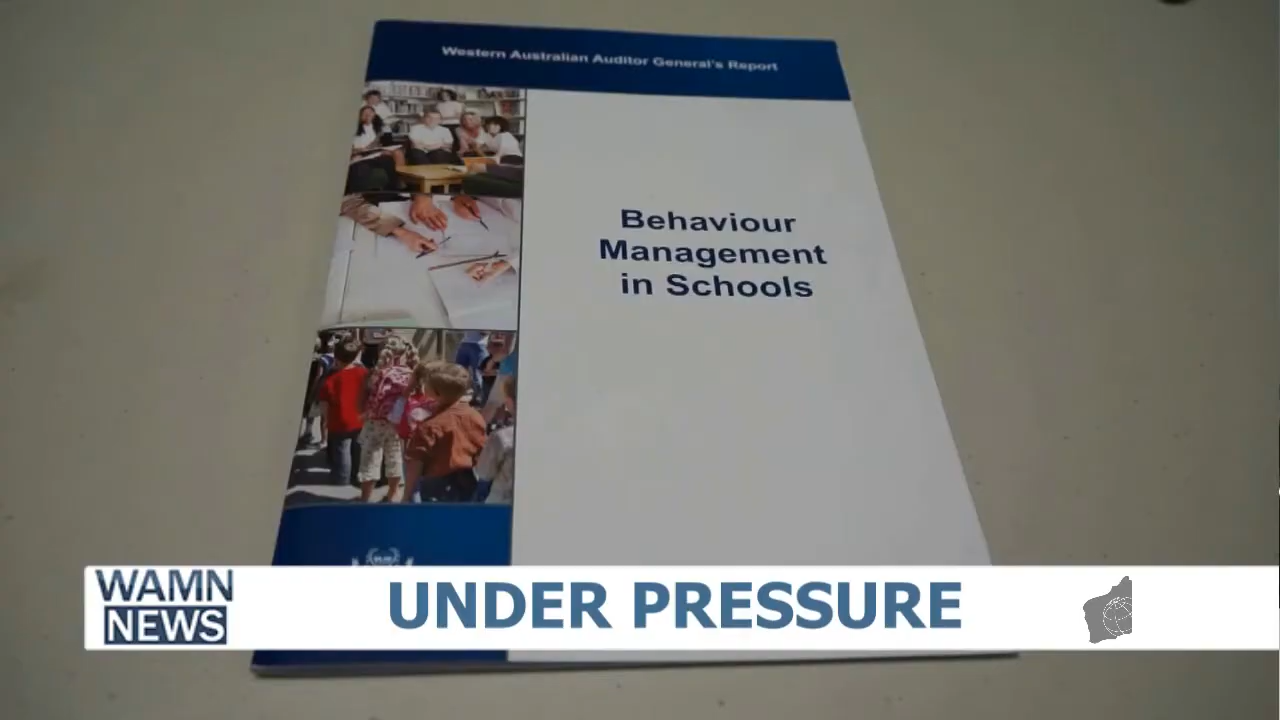 Western Australian Auditor General's Report
Behaviour
Management
in Schools
WAMN
NEWS
UNDER PRESSURE